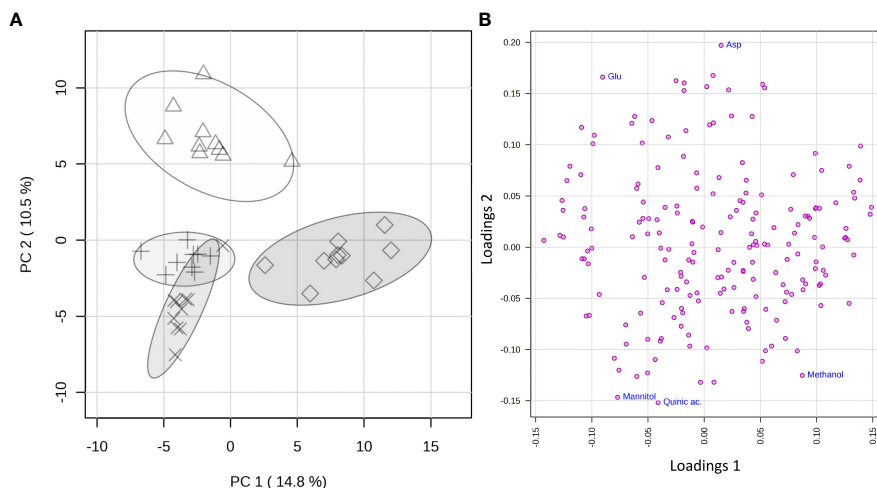 A
10
5
0
-5
-10
PC 2 ( 10.5 %)
-10
-5
0
5
10
15
PC 1 ( 14.8 %)
B
0.20
0.15
0.10
0.05
0.00
-0.05
-0.10
-0.15
Loadings 2
Asp
Glu
Methanol
Mannitol
Quinic ac.
-0.15
-0.10
-0.05
0.00
0.05
0.10
0.15
Loadings 1